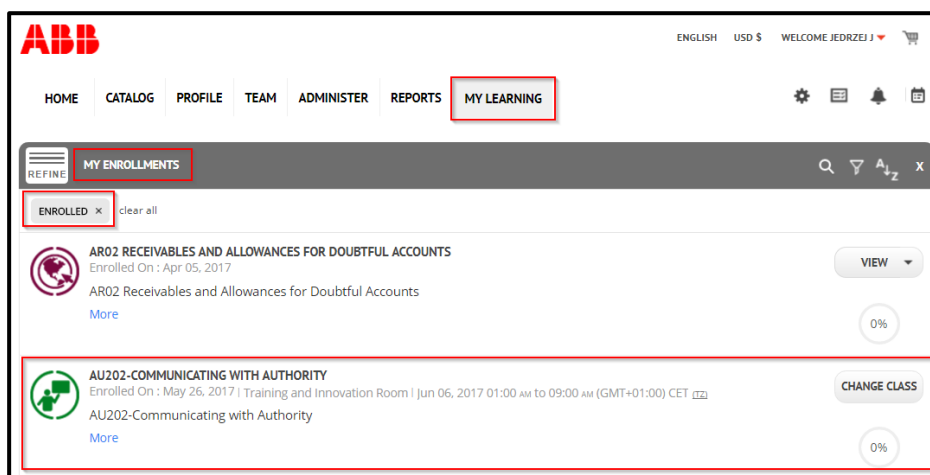 ABB
ENGLISH USD $ WELCOME JEDRZEJ J
HOME CATALOG PROFILE TEAM ADMINISTER REPORTS MY LEARNING
REFINE MY ENROLLMENTS A Z X
ENROLLED × clear all
AR02 RECEIVABLES AND ALLOWANCES FOR DOUBTFUL ACCOUNTS
Enrolled On : Apr 05, 2017
VIEW
AR02 Receivables and Allowances for Doubtful Accounts
More
0%
AU202-COMMUNICATING WITH AUTHORITY
Enrolled On : May 26, 2017 | Training and Innovation Room | Jun 06, 2017 01:00 AM to 09:00 AM (GMT+01:00) CET (TZ)
CHANGE CLASS
AU202-Communicating with Authority
More
0%